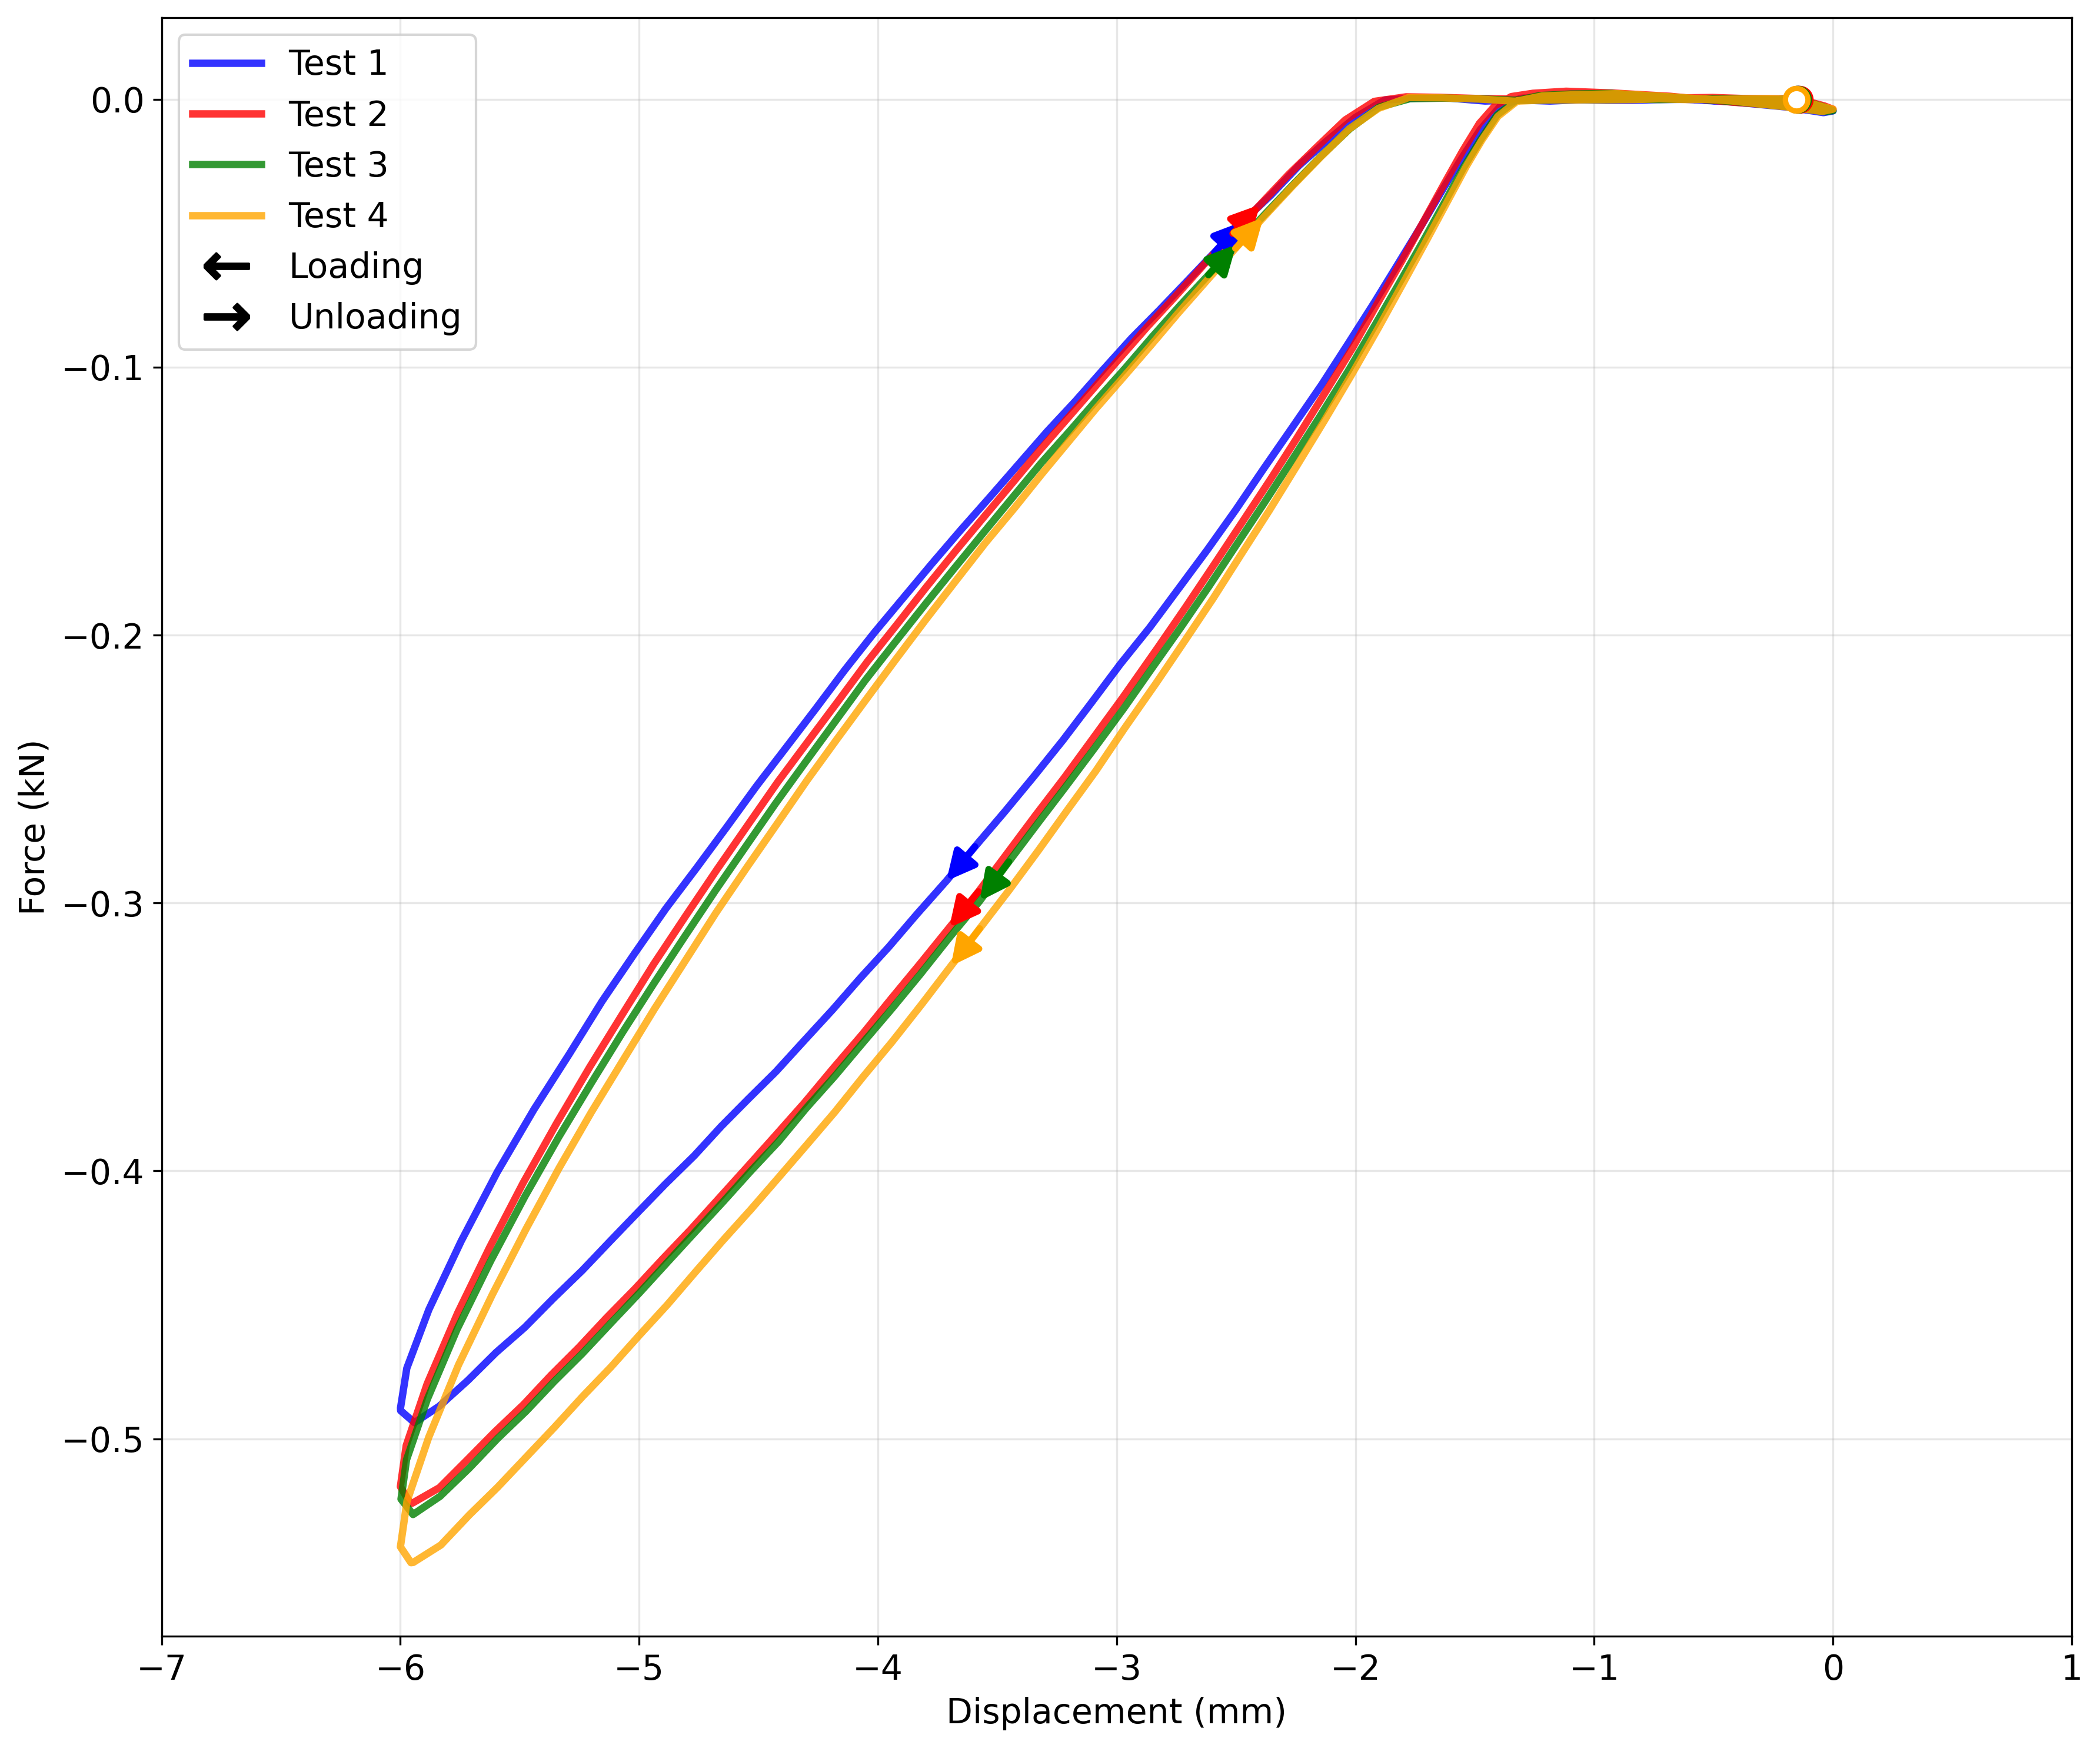 Test 1
Test 2
Test 3
Test 4
Loading
Unloading
0.0
−0.1
−0.2
−0.3
−0.4
−0.5
Force (kN)
−7 −6 −5 −4 −3 −2 −1 0 1
Displacement (mm)